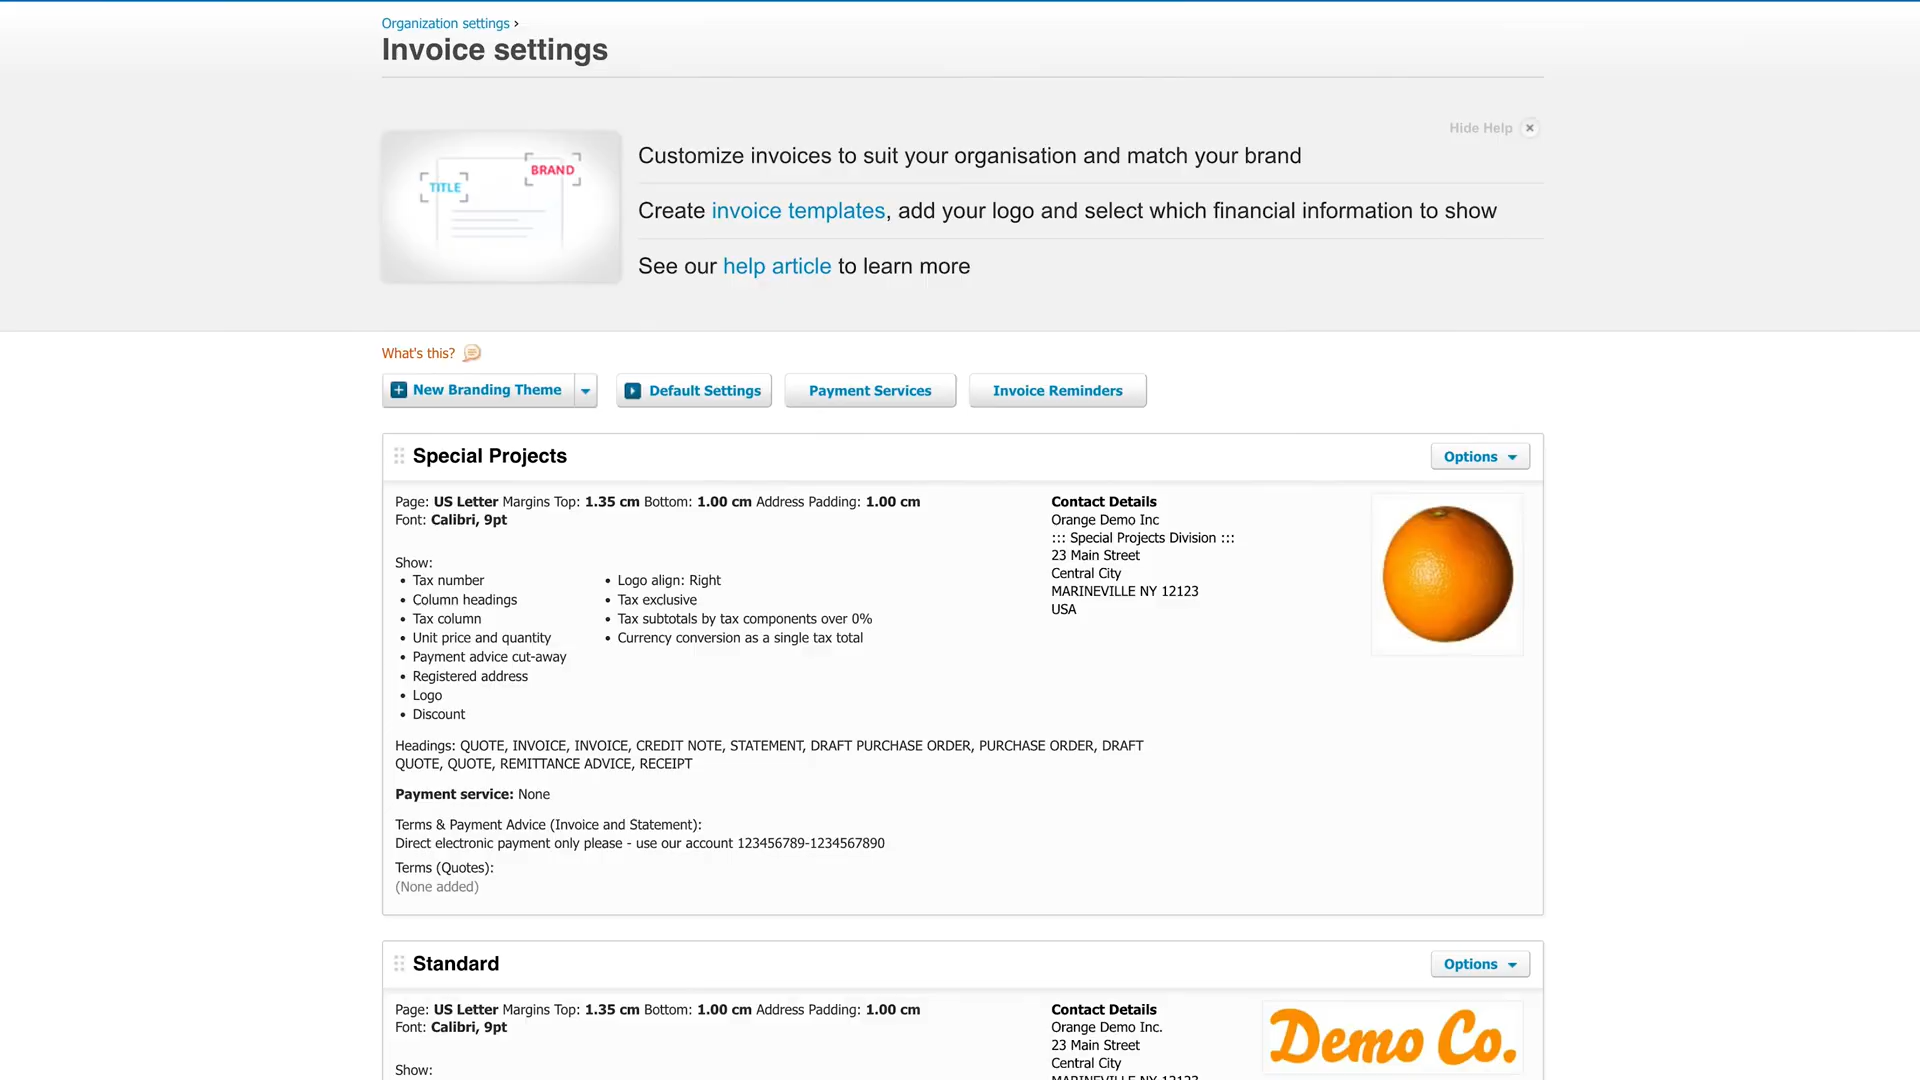 Organization settings ›
Invoice settings
Hide Help
TITLE
BRAND
Customize invoices to suit your organisation and match your brand
Create invoice templates, add your logo and select which financial information to show
See our help article to learn more
What's this?
New Branding Theme
Default Settings
Payment Services
Invoice Reminders
Special Projects
Options
Page: US Letter Margins Top: 1.35 cm Bottom: 1.00 cm Address Padding: 1.00 cm
Font: Calibri, 9pt
Show:
• Tax number
• Column headings
• Tax column
• Unit price and quantity
• Payment advice cut-away
• Registered address
• Logo
• Discount
• Logo align: Right
• Tax exclusive
• Tax subtotals by tax components over 0%
• Currency conversion as a single tax total
Headings: QUOTE, INVOICE, INVOICE, CREDIT NOTE, STATEMENT, DRAFT PURCHASE ORDER, PURCHASE ORDER, DRAFT
QUOTE, QUOTE, REMITTANCE ADVICE, RECEIPT
Payment service: None
Terms & Payment Advice (Invoice and Statement):
Direct electronic payment only please - use our account 123456789-1234567890
Terms (Quotes):
(None added)
Contact Details
Orange Demo Inc
::: Special Projects Division :::
23 Main Street
Central City
MARINEVILLE NY 12123
USA
Standard
Options
Page: US Letter Margins Top: 1.35 cm Bottom: 1.00 cm Address Padding: 1.00 cm
Font: Calibri, 9pt
Show:
Contact Details
Orange Demo Inc.
23 Main Street
Central City
MARINEVILLE NY 12123
Demo Co.